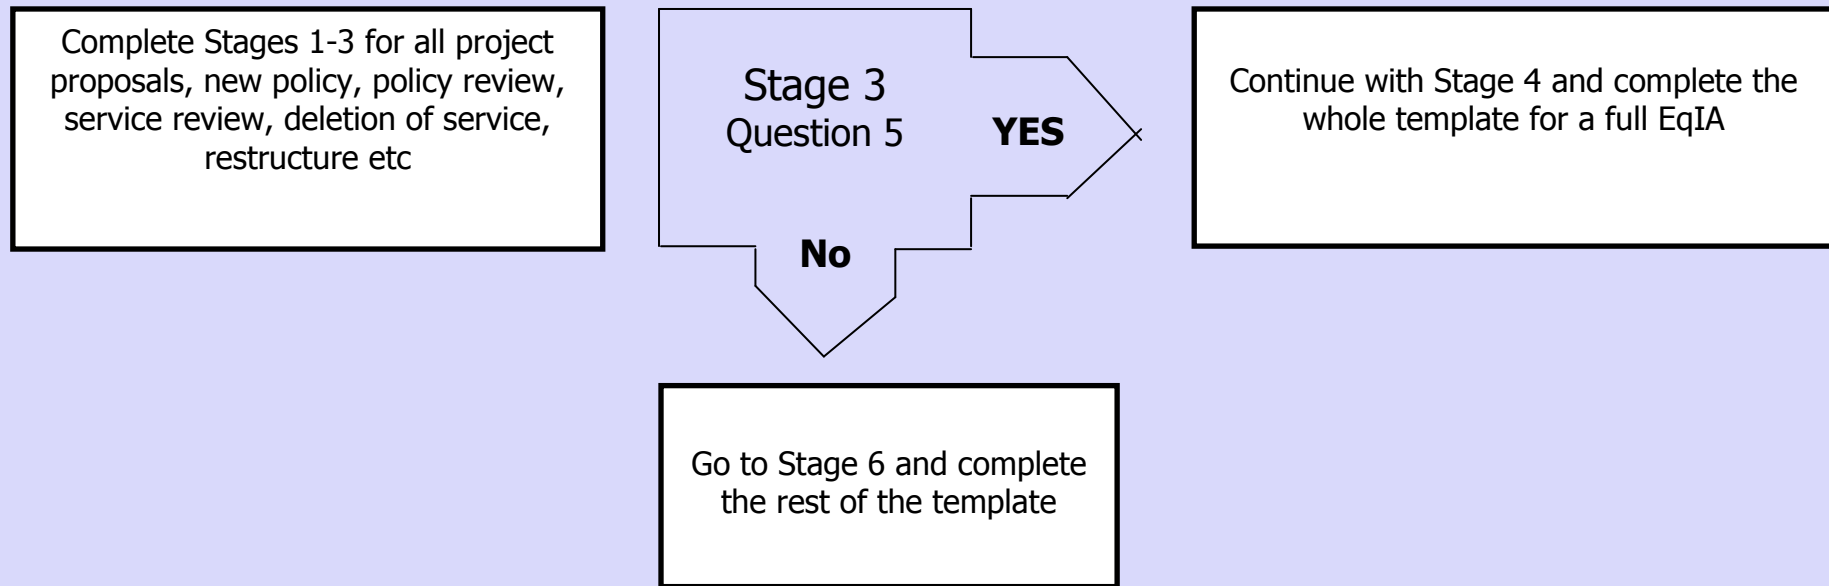 Complete Stages 1-3 for all project
proposals, new policy, policy review,
service review, deletion of service,
restructure etc
Stage 3
Question 5
YES
No
Continue with Stage 4 and complete the
whole template for a full EqIA
Go to Stage 6 and complete
the rest of the template